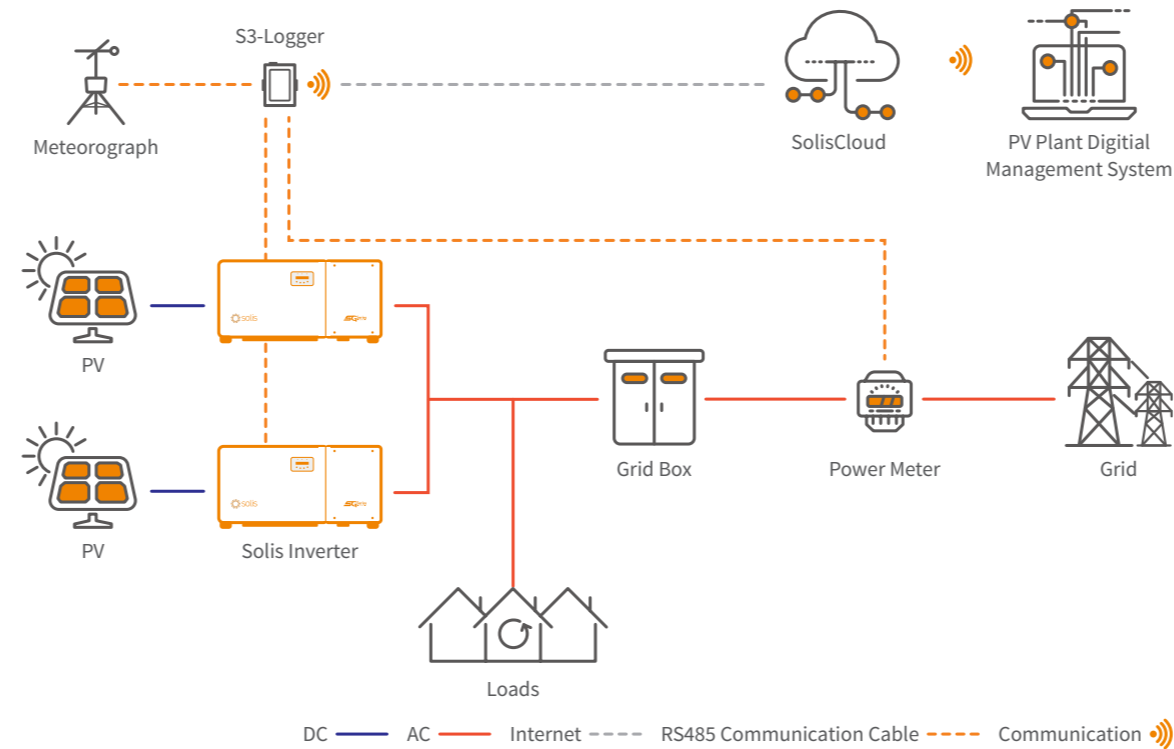 S3-Logger
Meteorograph
SolisCloud
PV Plant Digitial
Management System
solis
PV
Grid Box
Power Meter
Grid
solis
PV
Solis Inverter
Loads
DC
AC
Internet
RS485 Communication Cable
Communication